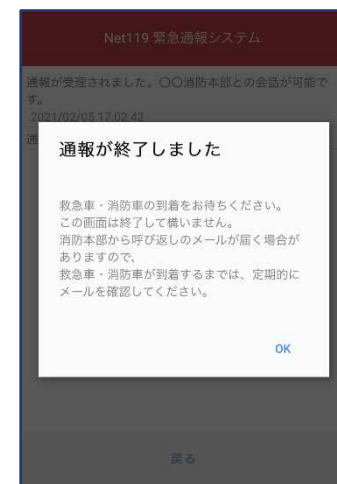 Net119 緊急通報システム
通報が受理されました。〇〇消防本部との会話が可能で
す。
2021/02/05 17:02:42
通
通報が終了しました
救急車・消防車の到着をお待ちください。
この画面は終了して構いません。
消防本部から呼び返しのメールが届く場合が
ありますので、
救急車・消防車が到着するまでは、定期的に
メールを確認してください。
OK
戻る